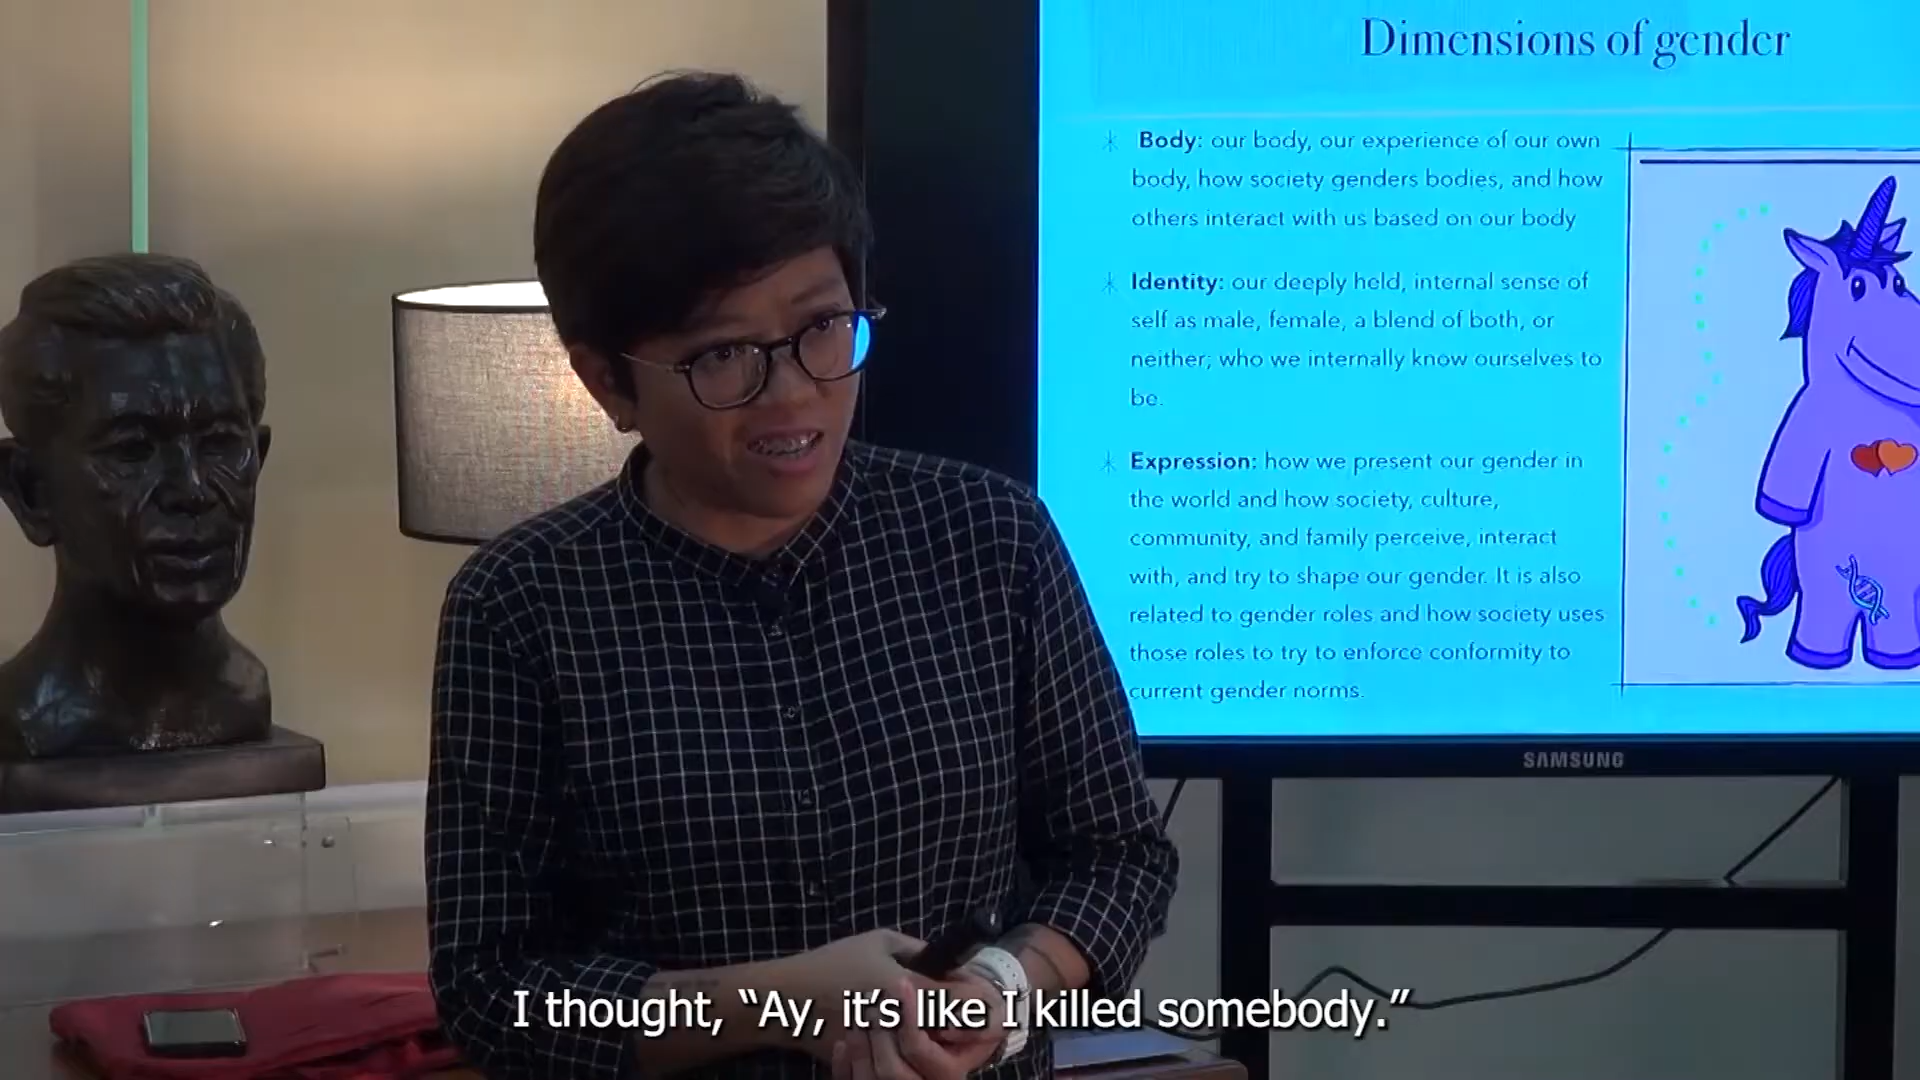 Dimensions of gender
Body: our body, our experience of our own
body, how society genders bodies, and how
others interact with us based on our body
Identity: our deeply held, internal sense of
self as male, female, a blend of both, or
neither; who we internally know ourselves to
be.
Expression: how we present our gender in
the world and how society, culture,
community, and family perceive, interact
with, and try to shape our gender. It is also
related to gender roles and how society uses
those roles to try to enforce conformity to
current gender norms.
SAMSUNG
I thought, “Ay, it’s like I killed somebody.”